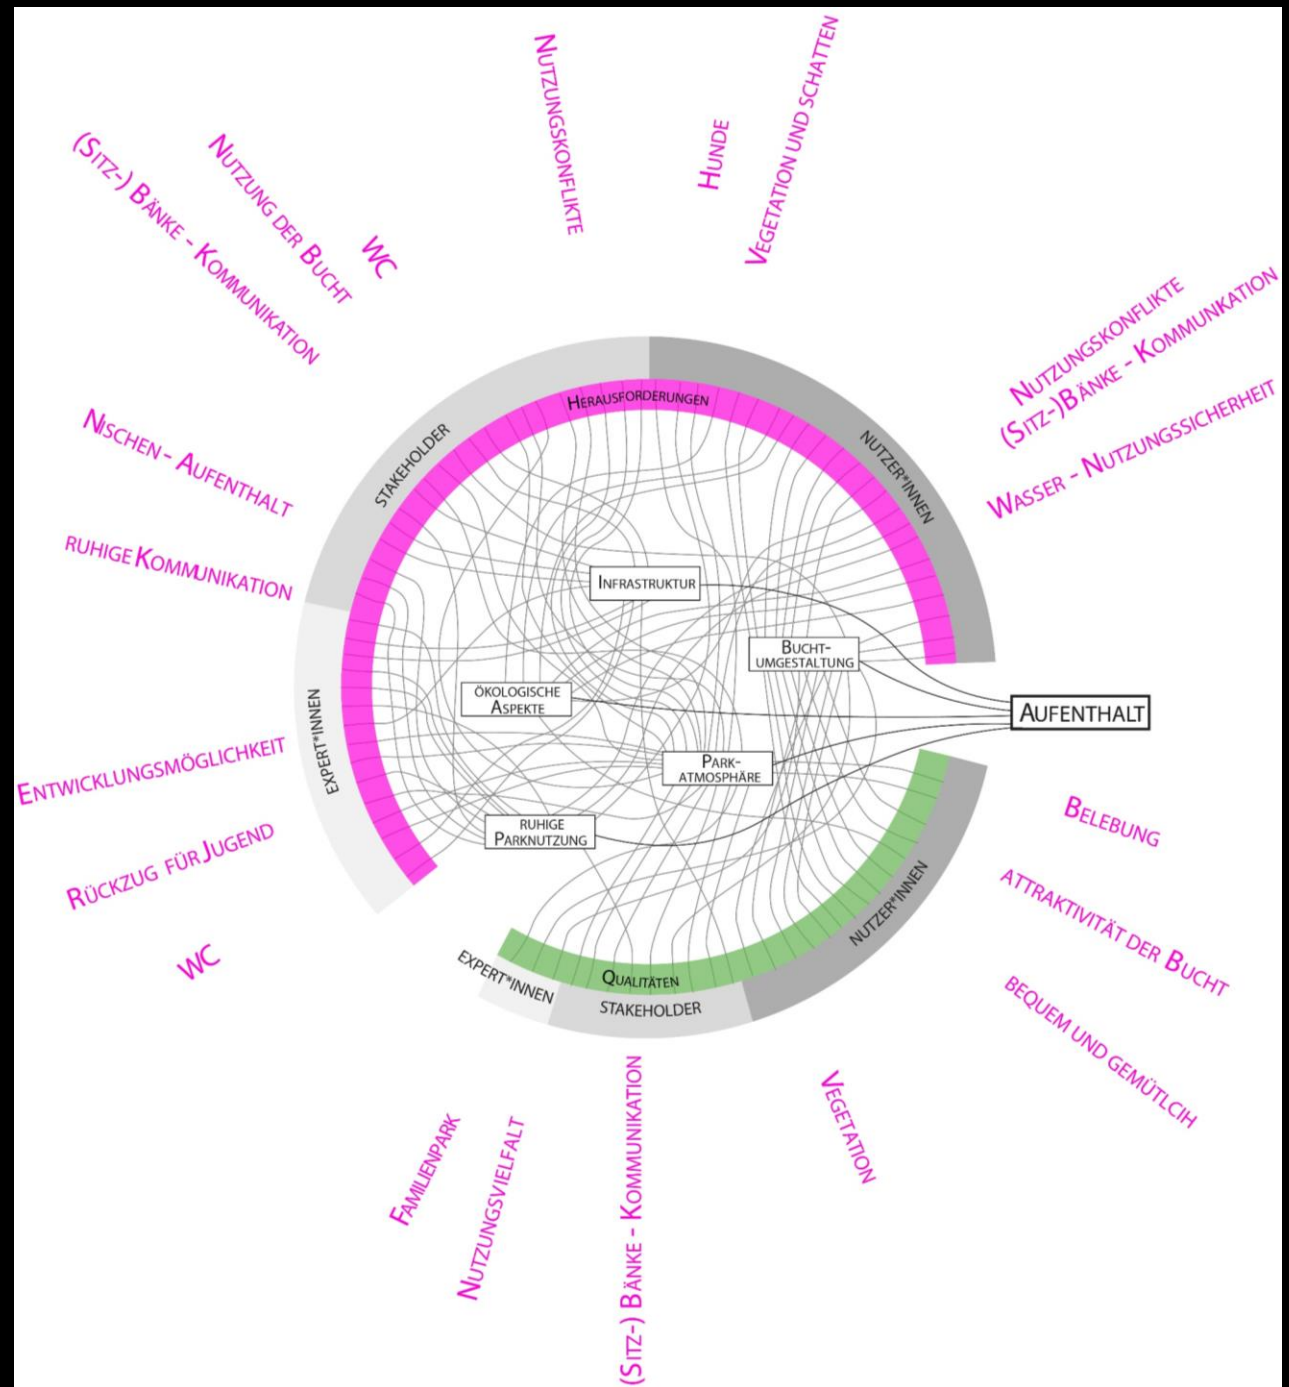 Nutzungskonflikte
Hunde
Vegetation und Schatten
(Sitz-) Bänke - Kommunikation
Nutzung der Bucht
WC
Nutzungskonflikte
(Sitz-)Bänke - Kommunkation
Wasser - Nutzungssicherheit
Nischen - Aufenthalt
ruhige Kommunikation
Entwicklungsmöglichkeit
Rückzug für Jugend
WC
Herausforderungen
Stakeholder
Nutzer*innen
Expert*innen
Infrastruktur
Bucht-
umgestaltung
ökologische
Aspekte
Park-
atmosphäre
ruhige
Parknutzung
Aufenthalt
Qualitäten
Expert*innen
Stakeholder
Nutzer*innen
Belebung
attraktivität der Bucht
bequem und gemütlcih
Vegetation
(Sitz-) Bänke - Kommunikation
Nutzungsvielfalt
Familienpark